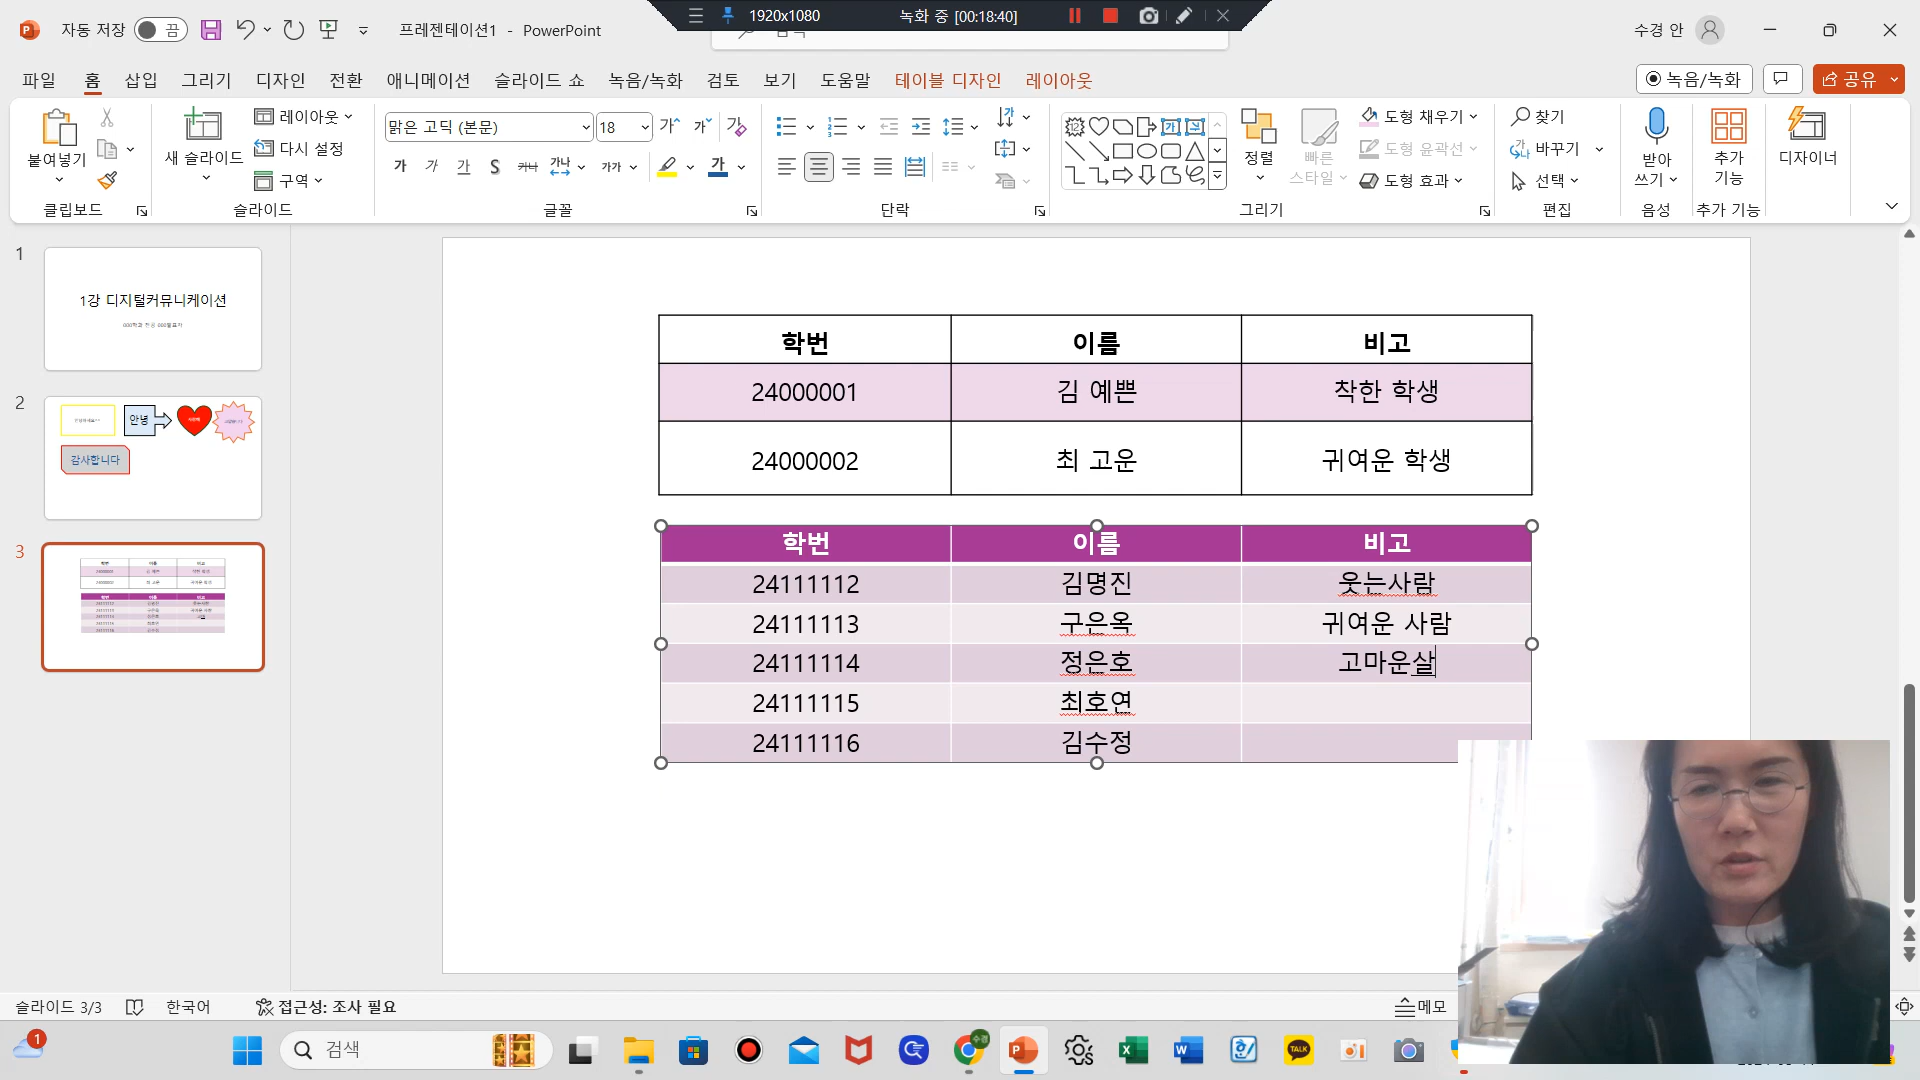 1920x1080
녹화 중 [00:18:40]
자동 저장
끔
프레젠테이션1 - PowerPoint
수경 안
파일
홈
삽입
그리기
디자인
전환
애니메이션
슬라이드 쇼
녹음/녹화
검토
보기
도움말
테이블 디자인
레이아웃
녹음/녹화
공유
붙여넣기
새 슬라이드
레이아웃
다시 설정
구역
맑은 고딕 (본문)
18
정렬
빠른 스타일
도형 채우기
도형 윤곽선
도형 효과
찾기
바꾸기
선택
받아쓰기
추가 기능
디자이너
클립보드
슬라이드
글꼴
단락
그리기
편집
음성
추가 기능
1
1강 디지털커뮤니케이션
2
안녕
감사합니다
3
학번 이름 비고
24000001 김 예쁜 착한 학생
24000002 최 고운 귀여운 학생
학번 이름 비고
24111112 김명진 웃는사람
24111113 구은옥 귀여운 사람
24111114 정은호 고마운살
24111115 최호연
24111116 김수정
슬라이드 3/3
한국어
접근성: 조사 필요
메모
1
검색
수경
TALK